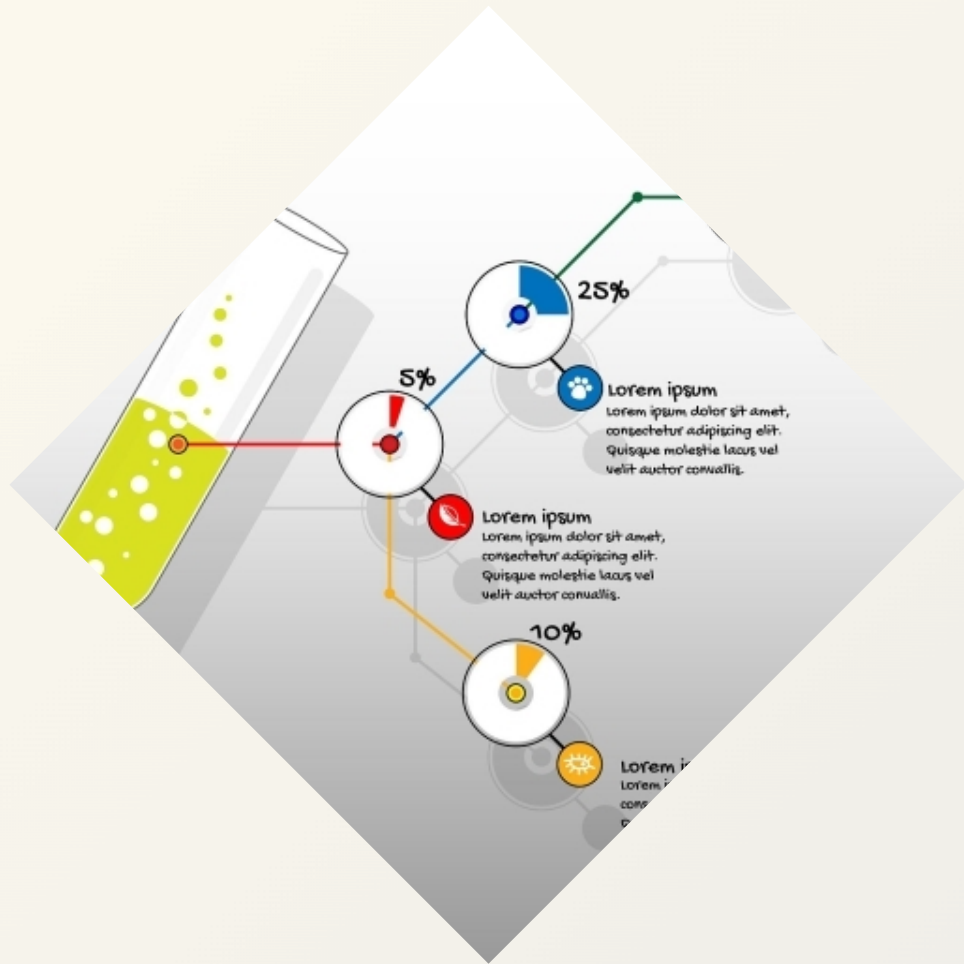 25%
Lorem ipsum
Lorem ipsum dolor sit amet,
consectetur adipiscing elit.
Quisque molestie lacus vel
velit auctor convallis.
5%
Lorem ipsum
Lorem ipsum dolor sit amet,
consectetur adipiscing elit.
Quisque molestie lacus vel
velit auctor convallis.
10%
Lorem
Lorem